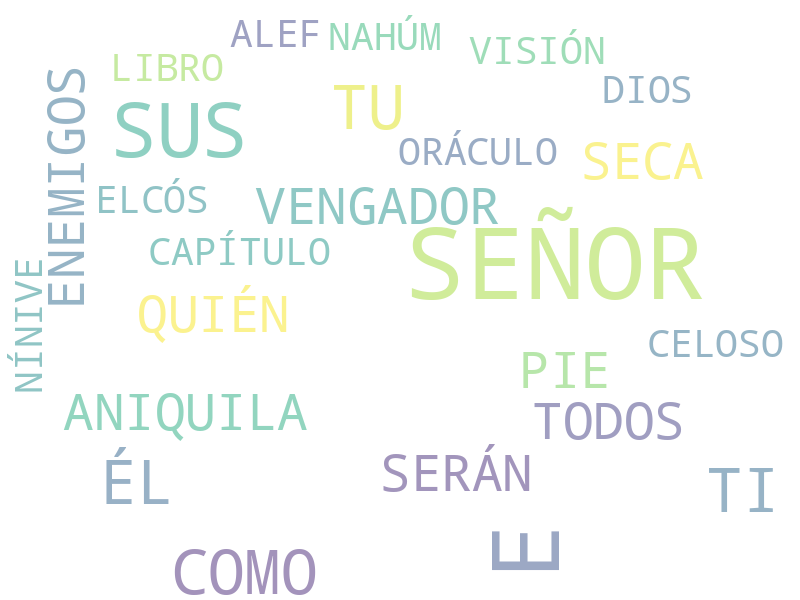 ALEF
NAHÚM
VISIÓN
LIBRO
DIOS
SUS
TU
ENEMIGOS
ORÁCULO
SECA
ELCÓS
VENGADOR
CAPÍTULO
SEÑOR
NÍNIVE
QUIÉN
CELOSO
PIE
ANIQUILA
TODOS
ÉL
SERÁN
TI
E
COMO